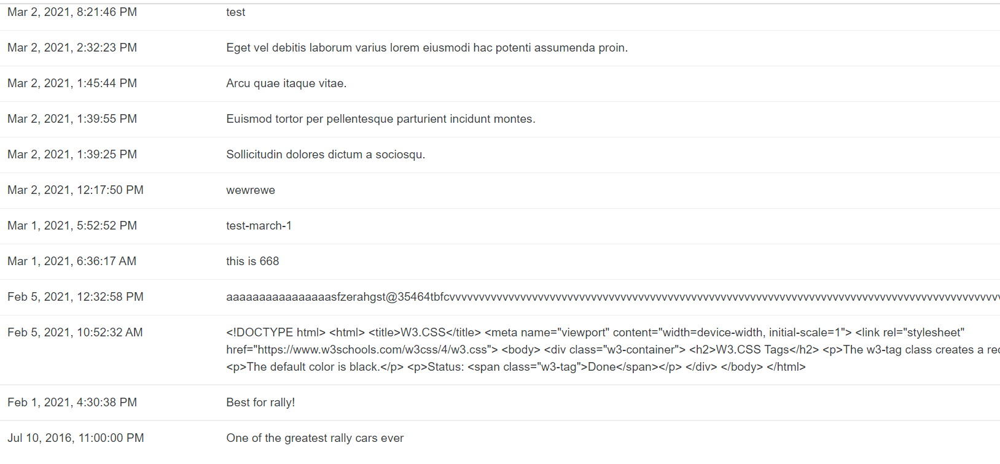 Mar 2, 2021, 8:21:46 PM test
Mar 2, 2021, 2:32:23 PM Eget vel debitis laborum varius lorem eiusmodi hac potenti assumenda proin.
Mar 2, 2021, 1:45:44 PM Arcu quae itaque vitae.
Mar 2, 2021, 1:39:55 PM Euismod tortor per pellentesque parturient incidunt montes.
Mar 2, 2021, 1:39:25 PM Sollicitudin dolores dictum a sociosqu.
Mar 2, 2021, 12:17:50 PM wewrewe
Mar 1, 2021, 5:52:52 PM test-march-1
Mar 1, 2021, 6:36:17 AM this is 668
Feb 5, 2021, 12:32:58 PM aaaaaaaaaaaaaaaasfzerahgst@35464tbfcvvvvvvvvvvvvvvvvvvvvvvvvvvvvvvvvvvvvvvvvvvvvvvvvvvvvvvvvvvvvvvvvvvvvvvvvvvvvvvvvvvvvvvvvvvvvvv
Feb 5, 2021, 10:52:32 AM <!DOCTYPE html> <html> <title>W3.CSS</title> <meta name="viewport" content="width=device-width, initial-scale=1"> <link rel="stylesheet"
href="https://www.w3schools.com/w3css/4/w3.css"> <body> <div class="w3-container"> <h2>W3.CSS Tags</h2> <p>The w3-tag class creates a
<p>The default color is black.</p> <p>Status: <span class="w3-tag">Done</span></p> </div> </body> </html>
Feb 1, 2021, 4:30:38 PM Best for rally!
Jul 10, 2016, 11:00:00 PM One of the greatest rally cars ever